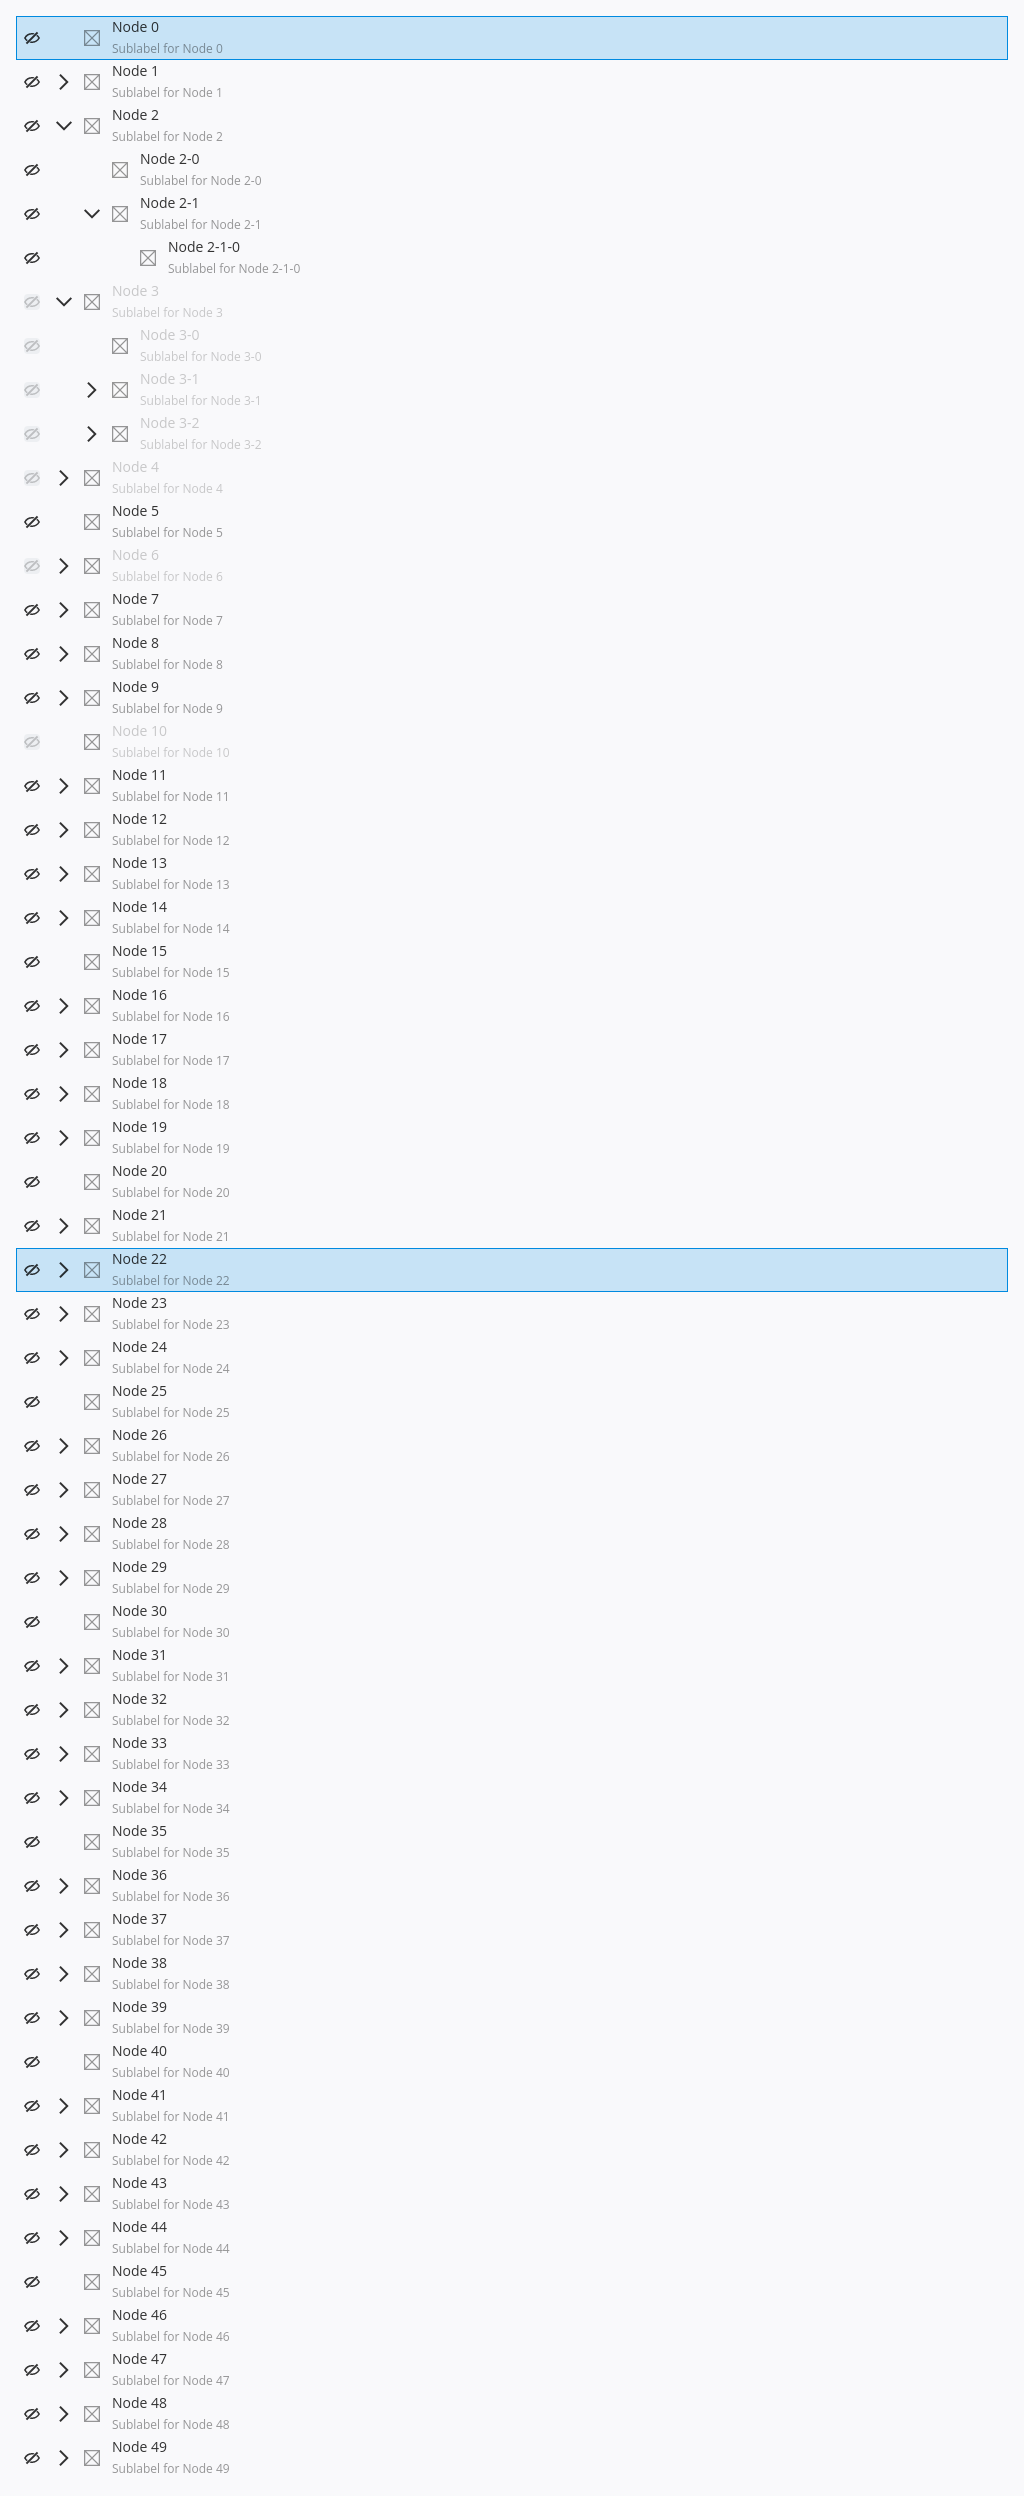 Node 0
Sublabel for Node 0
Node 1
Sublabel for Node 1
Node 2
Sublabel for Node 2
Node 2-0
Sublabel for Node 2-0
Node 2-1
Sublabel for Node 2-1
Node 2-1-0
Sublabel for Node 2-1-0
Node 3
Sublabel for Node 3
Node 3-0
Sublabel for Node 3-0
Node 3-1
Sublabel for Node 3-1
Node 3-2
Sublabel for Node 3-2
Node 4
Sublabel for Node 4
Node 5
Sublabel for Node 5
Node 6
Sublabel for Node 6
Node 7
Sublabel for Node 7
Node 8
Sublabel for Node 8
Node 9
Sublabel for Node 9
Node 10
Sublabel for Node 10
Node 11
Sublabel for Node 11
Node 12
Sublabel for Node 12
Node 13
Sublabel for Node 13
Node 14
Sublabel for Node 14
Node 15
Sublabel for Node 15
Node 16
Sublabel for Node 16
Node 17
Sublabel for Node 17
Node 18
Sublabel for Node 18
Node 19
Sublabel for Node 19
Node 20
Sublabel for Node 20
Node 21
Sublabel for Node 21
Node 22
Sublabel for Node 22
Node 23
Sublabel for Node 23
Node 24
Sublabel for Node 24
Node 25
Sublabel for Node 25
Node 26
Sublabel for Node 26
Node 27
Sublabel for Node 27
Node 28
Sublabel for Node 28
Node 29
Sublabel for Node 29
Node 30
Sublabel for Node 30
Node 31
Sublabel for Node 31
Node 32
Sublabel for Node 32
Node 33
Sublabel for Node 33
Node 34
Sublabel for Node 34
Node 35
Sublabel for Node 35
Node 36
Sublabel for Node 36
Node 37
Sublabel for Node 37
Node 38
Sublabel for Node 38
Node 39
Sublabel for Node 39
Node 40
Sublabel for Node 40
Node 41
Sublabel for Node 41
Node 42
Sublabel for Node 42
Node 43
Sublabel for Node 43
Node 44
Sublabel for Node 44
Node 45
Sublabel for Node 45
Node 46
Sublabel for Node 46
Node 47
Sublabel for Node 47
Node 48
Sublabel for Node 48
Node 49
Sublabel for Node 49